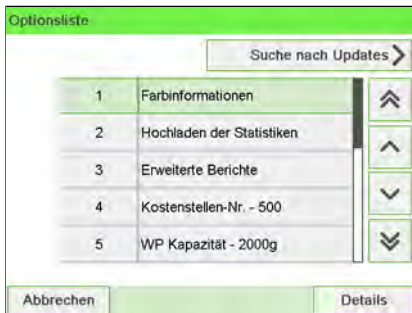 Optionsliste
Suche nach Updates
1 Farbinformationen
2 Hochladen der Statistiken
3 Erweiterte Berichte
4 Kostenstellen-Nr. - 500
5 WP Kapazität - 2000g
Abbrechen Details